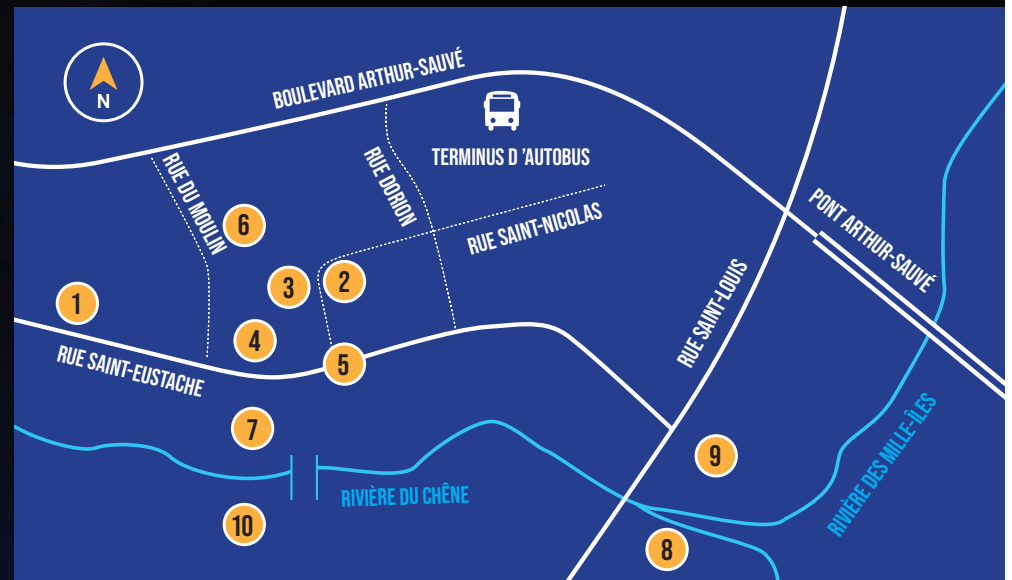 N
BOULEVARD ARTHUR-SAUVÉ
TERMINUS D ’AUTOBUS
RUE DU MOULIN
RUE DORION
RUE SAINT-NICOLAS
PONT ARTHUR-SAUVÉ
6
3
2
1
4
5
RUE SAINT-EUSTACHE
RUE SAINT-LOUIS
7
9
RIVIÈRE DES MILLE-ÎLES
RIVIÈRE DU CHÊNE
10
8